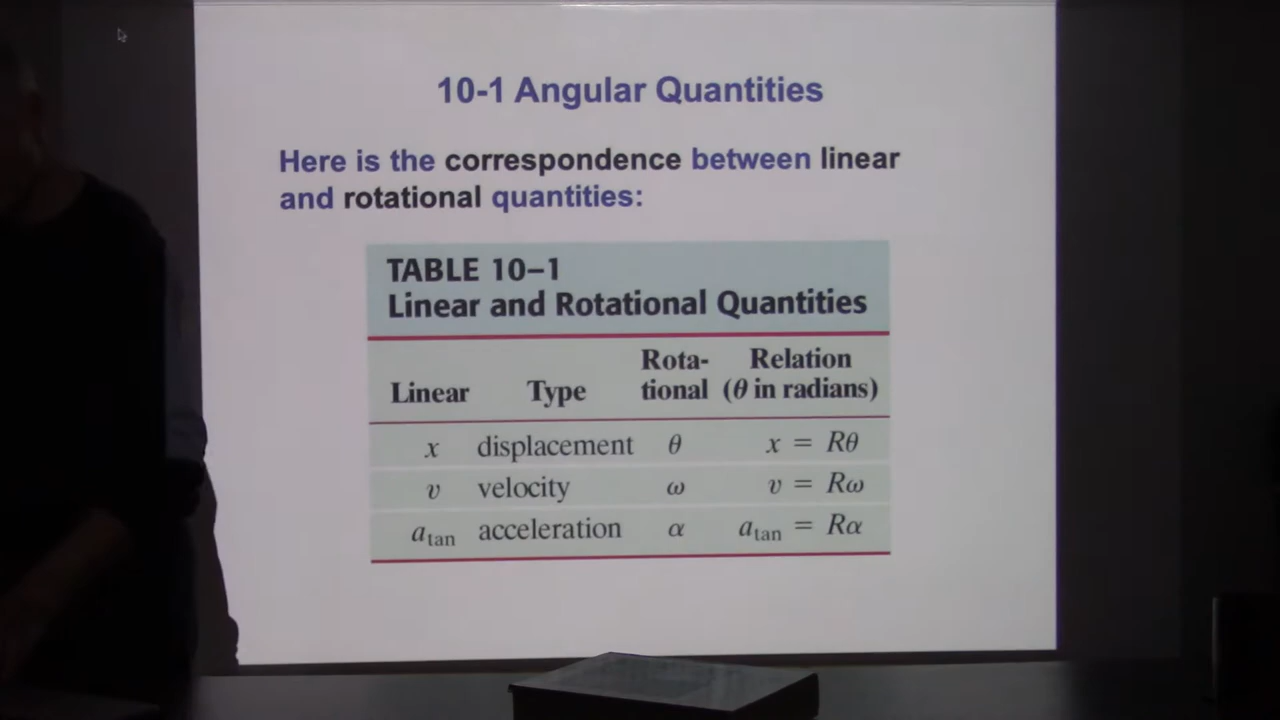 10-1 Angular Quantities
Here is the correspondence between linear
and rotational quantities:
TABLE 10–1
Linear and Rotational Quantities
Linear Type Rota-
tional Relation
(θ in radians)
x displacement θ x = Rθ
v velocity ω v = Rω
a_tan acceleration α a_tan = Rα